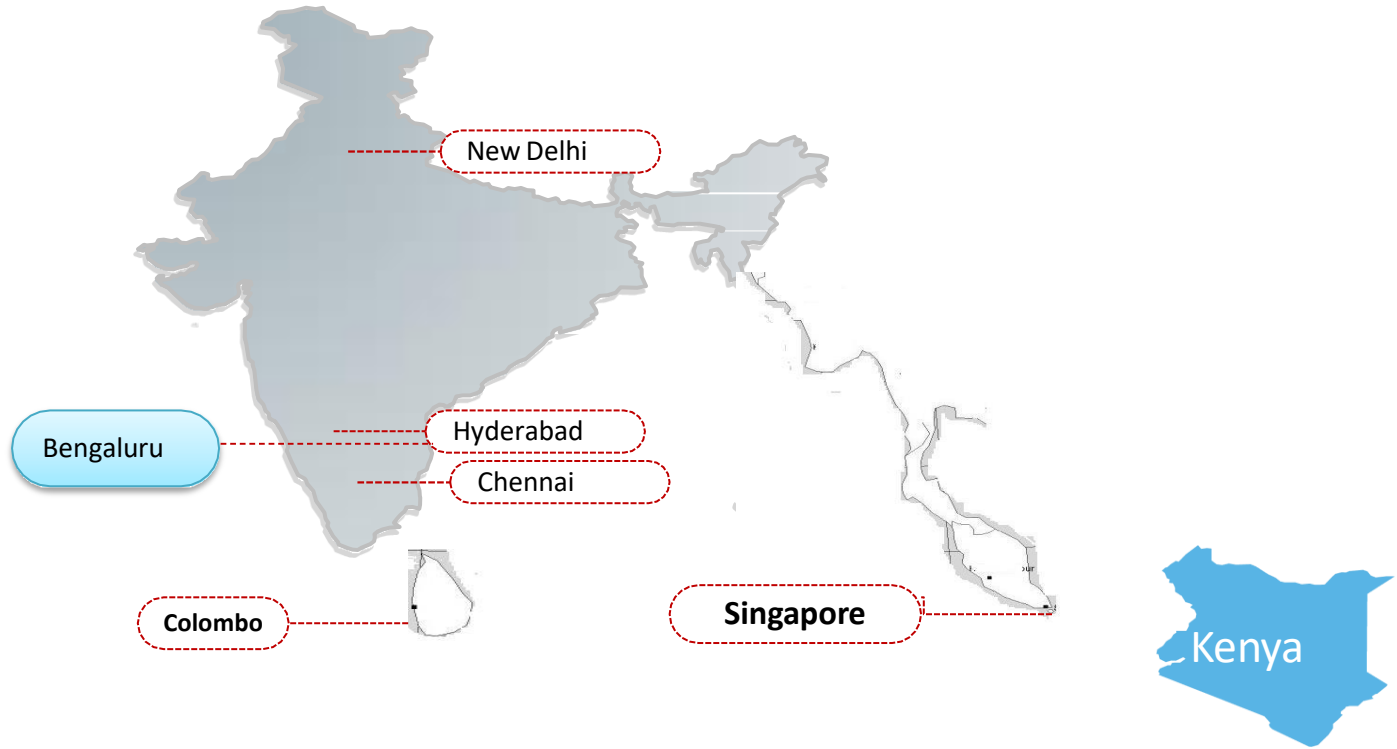 New Delhi
Hyderabad
Bengaluru
Chennai
Singapore
Colombo
Kenya